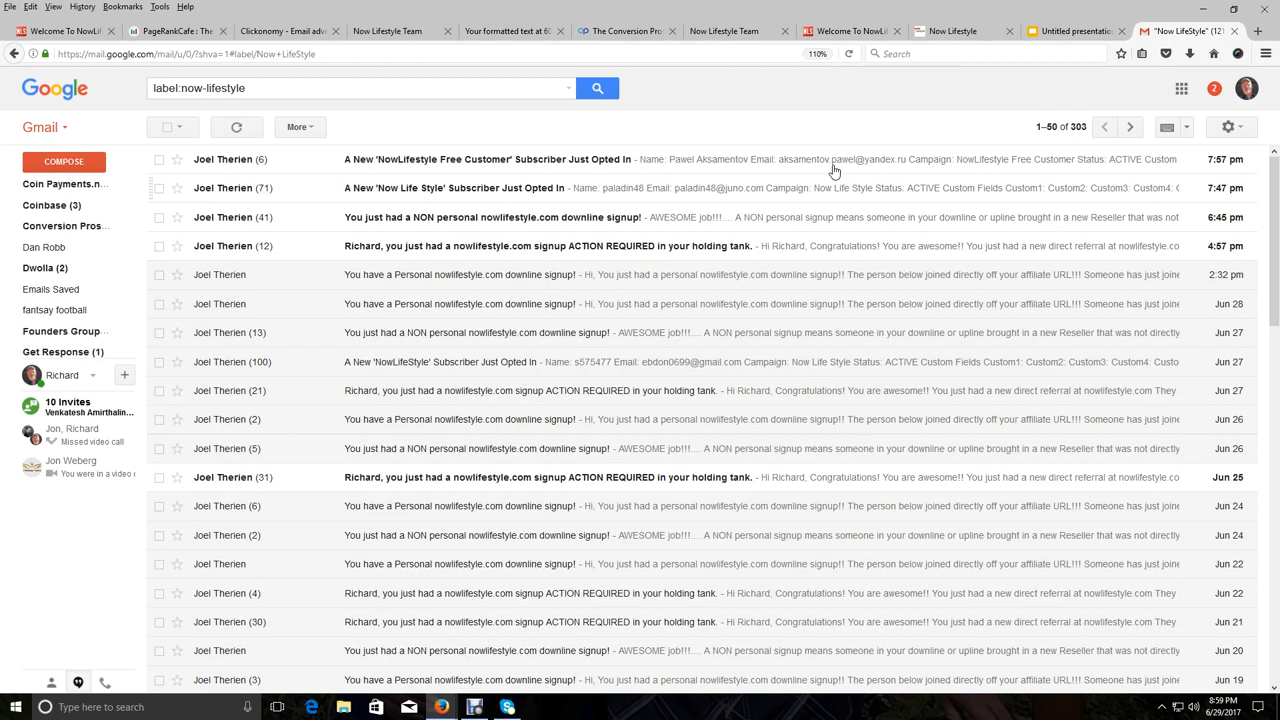 File Edit View History Bookmarks Tools Help
Welcome To NowLif PageRankCafe : The Clickonomy - Email adv Now Lifestyle Team Your formatted text at 60 The Conversion Pros Now Lifestyle Team Welcome To NowLif Now Lifestyle Untitled presentation "Now LifeStyle" (121
https://mail.google.com/mail/u/0/?shva=1#label/Now+LifeStyle 110% Search
Google label:now-lifestyle 2
Gmail More 1–50 of 303
COMPOSE
Coin Payments.n...
Coinbase (3)
Conversion Pros...
Dan Robb
Dwolla (2)
Emails Saved
fantsay football
Founders Group...
Get Response (1)
Richard
10 Invites
Venkatesh Amirthalin...
Jon, Richard
Missed video call
Jon Weberg
You were in a video c
Joel Therien (6) A New 'NowLifestyle Free Customer' Subscriber Just Opted In - Name: Pawel Aksamentov Email: aksamentov.pawel@yandex.ru Campaign: NowLifestyle Free Customer Status: ACTIVE Custom 7:57 pm
Joel Therien (71) A New 'Now Life Style' Subscriber Just Opted In - Name: paladin48 Email: paladin48@juno.com Campaign: Now Life Style Status: ACTIVE Custom Fields Custom1: Custom2: Custom3: Custom4: C 7:47 pm
Joel Therien (41) You just had a NON personal nowlifestyle.com downline signup! - AWESOME job!!!.... A NON personal signup means someone in your downline or upline brought in a new Reseller that was not 6:45 pm
Joel Therien (12) Richard, you just had a nowlifestyle.com signup ACTION REQUIRED in your holding tank. - Hi Richard, Congratulations! You are awesome!! You just had a new direct referral at nowlifestyle.co 4:57 pm
Joel Therien You have a Personal nowlifestyle.com downline signup! - Hi, You just had a personal nowlifestyle.com downline signup!! The person below joined directly off your affiliate URL!!! Someone has just joine 2:32 pm
Joel Therien You have a Personal nowlifestyle.com downline signup! - Hi, You just had a personal nowlifestyle.com downline signup!! The person below joined directly off your affiliate URL!!! Someone has just joine Jun 28
Joel Therien (13) You just had a NON personal nowlifestyle.com downline signup! - AWESOME job!!!.... A NON personal signup means someone in your downline or upline brought in a new Reseller that was not directly Jun 27
Joel Therien (100) A New 'NowLifeStyle' Subscriber Just Opted In - Name: s575477 Email: ebdon0699@gmail.com Campaign: Now Life Style Status: ACTIVE Custom Fields Custom1: Custom2: Custom3: Custom4: Custo Jun 27
Joel Therien (21) Richard, you just had a nowlifestyle.com signup ACTION REQUIRED in your holding tank. - Hi Richard, Congratulations! You are awesome!! You just had a new direct referral at nowlifestyle.com They Jun 27
Joel Therien (2) You have a Personal nowlifestyle.com downline signup! - Hi, You just had a personal nowlifestyle.com downline signup!! The person below joined directly off your affiliate URL!!! Someone has just joine Jun 26
Joel Therien (5) You just had a NON personal nowlifestyle.com downline signup! - AWESOME job!!!.... A NON personal signup means someone in your downline or upline brought in a new Reseller that was not directly Jun 26
Joel Therien (31) Richard, you just had a nowlifestyle.com signup ACTION REQUIRED in your holding tank. - Hi Richard, Congratulations! You are awesome!! You just had a new direct referral at nowlifestyle.co Jun 25
Joel Therien (6) You have a Personal nowlifestyle.com downline signup! - Hi, You just had a personal nowlifestyle.com downline signup!! The person below joined directly off your affiliate URL!!! Someone has just joine Jun 24
Joel Therien (2) You just had a NON personal nowlifestyle.com downline signup! - AWESOME job!!!.... A NON personal signup means someone in your downline or upline brought in a new Reseller that was not directly Jun 24
Joel Therien You have a Personal nowlifestyle.com downline signup! - Hi, You just had a personal nowlifestyle.com downline signup!! The person below joined directly off your affiliate URL!!! Someone has just joine Jun 22
Joel Therien (4) Richard, you just had a nowlifestyle.com signup ACTION REQUIRED in your holding tank. - Hi Richard, Congratulations! You are awesome!! You just had a new direct referral at nowlifestyle.com They Jun 22
Joel Therien (30) Richard, you just had a nowlifestyle.com signup ACTION REQUIRED in your holding tank. - Hi Richard, Congratulations! You are awesome!! You just had a new direct referral at nowlifestyle.com They Jun 21
Joel Therien You just had a NON personal nowlifestyle.com downline signup! - AWESOME job!!!.... A NON personal signup means someone in your downline or upline brought in a new Reseller that was not directly Jun 20
Joel Therien (3) You have a Personal nowlifestyle.com downline signup! - Hi, You just had a personal nowlifestyle.com downline signup!! The person below joined directly off your affiliate URL!!! Someone has just joine Jun 19
Type here to search 8:59 PM
6/29/2017